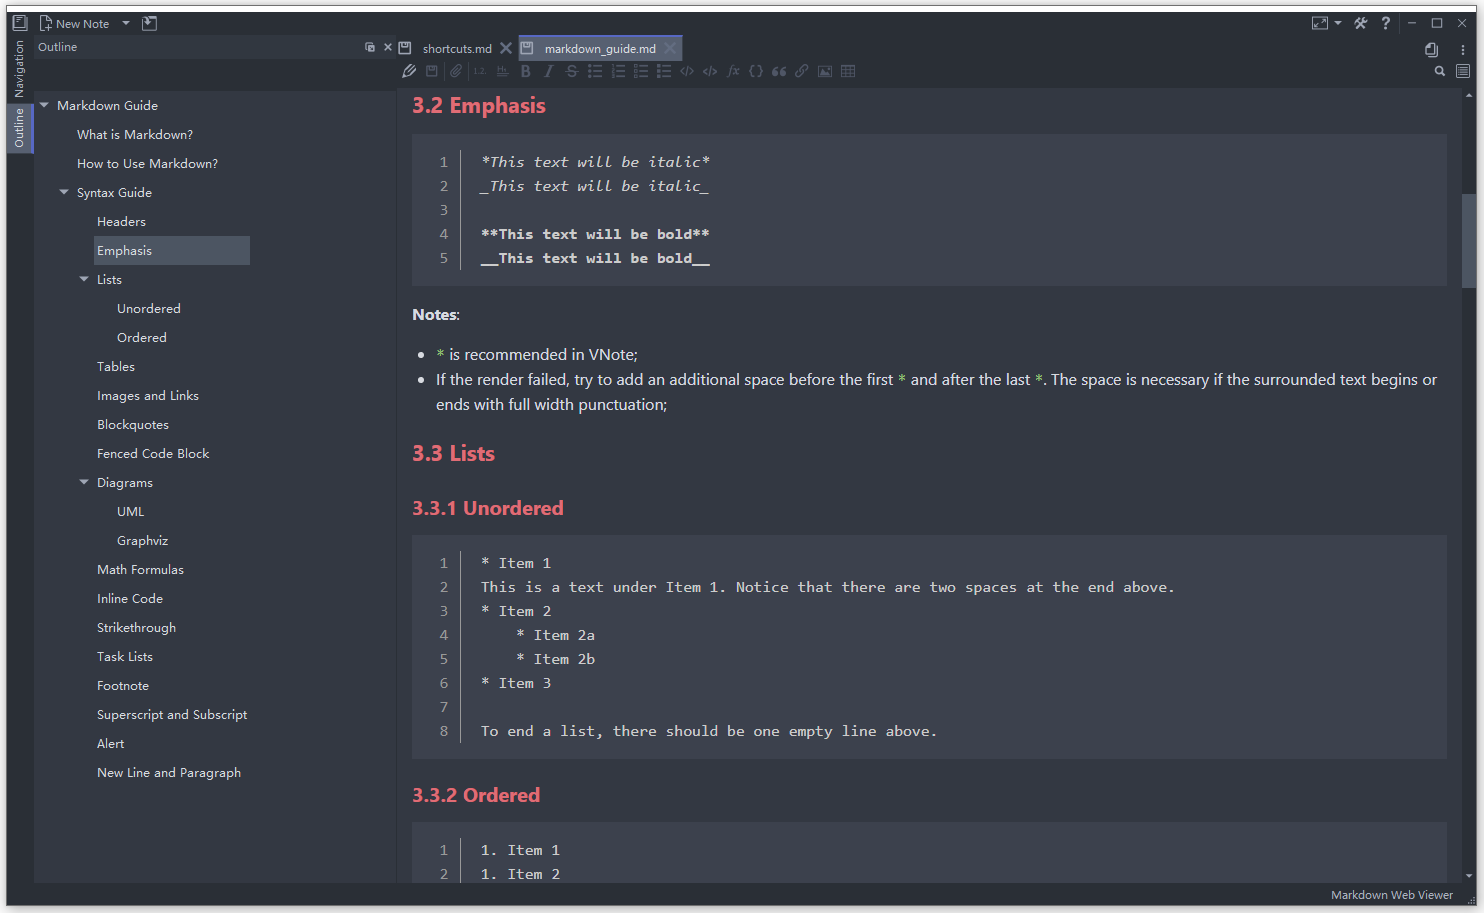 New Note
Navigation
Outline
Outline
Markdown Guide
What is Markdown?
How to Use Markdown?
Syntax Guide
Headers
Emphasis
Lists
Unordered
Ordered
Tables
Images and Links
Blockquotes
Fenced Code Block
Diagrams
UML
Graphviz
Math Formulas
Inline Code
Strikethrough
Task Lists
Footnote
Superscript and Subscript
Alert
New Line and Paragraph
shortcuts.md
markdown_guide.md
3.2 Emphasis
1 *This text will be italic*
2 _This text will be italic_
3
4 **This text will be bold**
5 __This text will be bold__
Notes:
* is recommended in VNote;
If the render failed, try to add an additional space before the first * and after the last *. The space is necessary if the surrounded text begins or
ends with full width punctuation;
3.3 Lists
3.3.1 Unordered
1 * Item 1
2 This is a text under Item 1. Notice that there are two spaces at the end above.
3 * Item 2
4     * Item 2a
5     * Item 2b
6 * Item 3
7
8 To end a list, there should be one empty line above.
3.3.2 Ordered
1 1. Item 1
2 1. Item 2
Markdown Web Viewer